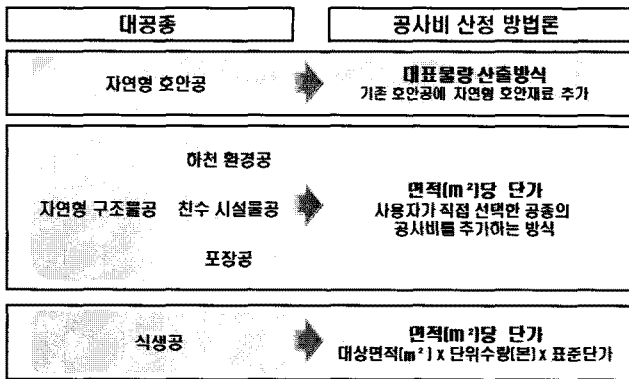 대공종
공사비 산정 방법론
자연형 호안공
대표물량 산출방식
기존 호안공에 자연형 호안재료 추가
하천 환경공
자연형 구조물공
친수 시설물공
포장공
면적(m²)당 단가
사용자가 직접 선택한 공종의
공사비를 추가하는 방식
식생공
면적(m²)당 단가
대상면적(m²) x 단위수량(본) x 표준단가